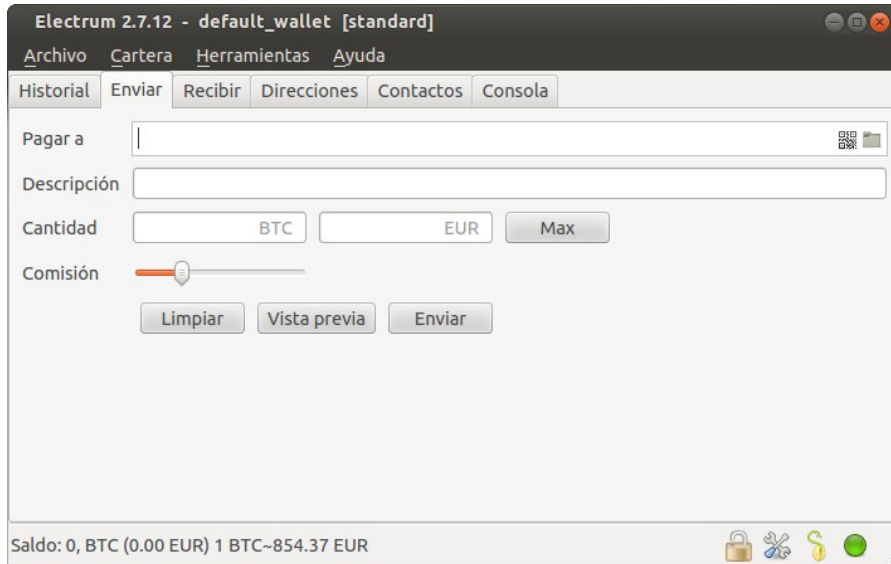 Electrum 2.7.12 - default_wallet [standard]
Archivo Cartera Herramientas Ayuda
Historial Enviar Recibir Direcciones Contactos Consola
Pagar a
Descripción
Cantidad BTC EUR Max
Comisión
Limpiar Vista previa Enviar
Saldo: 0, BTC (0.00 EUR) 1 BTC~854.37 EUR